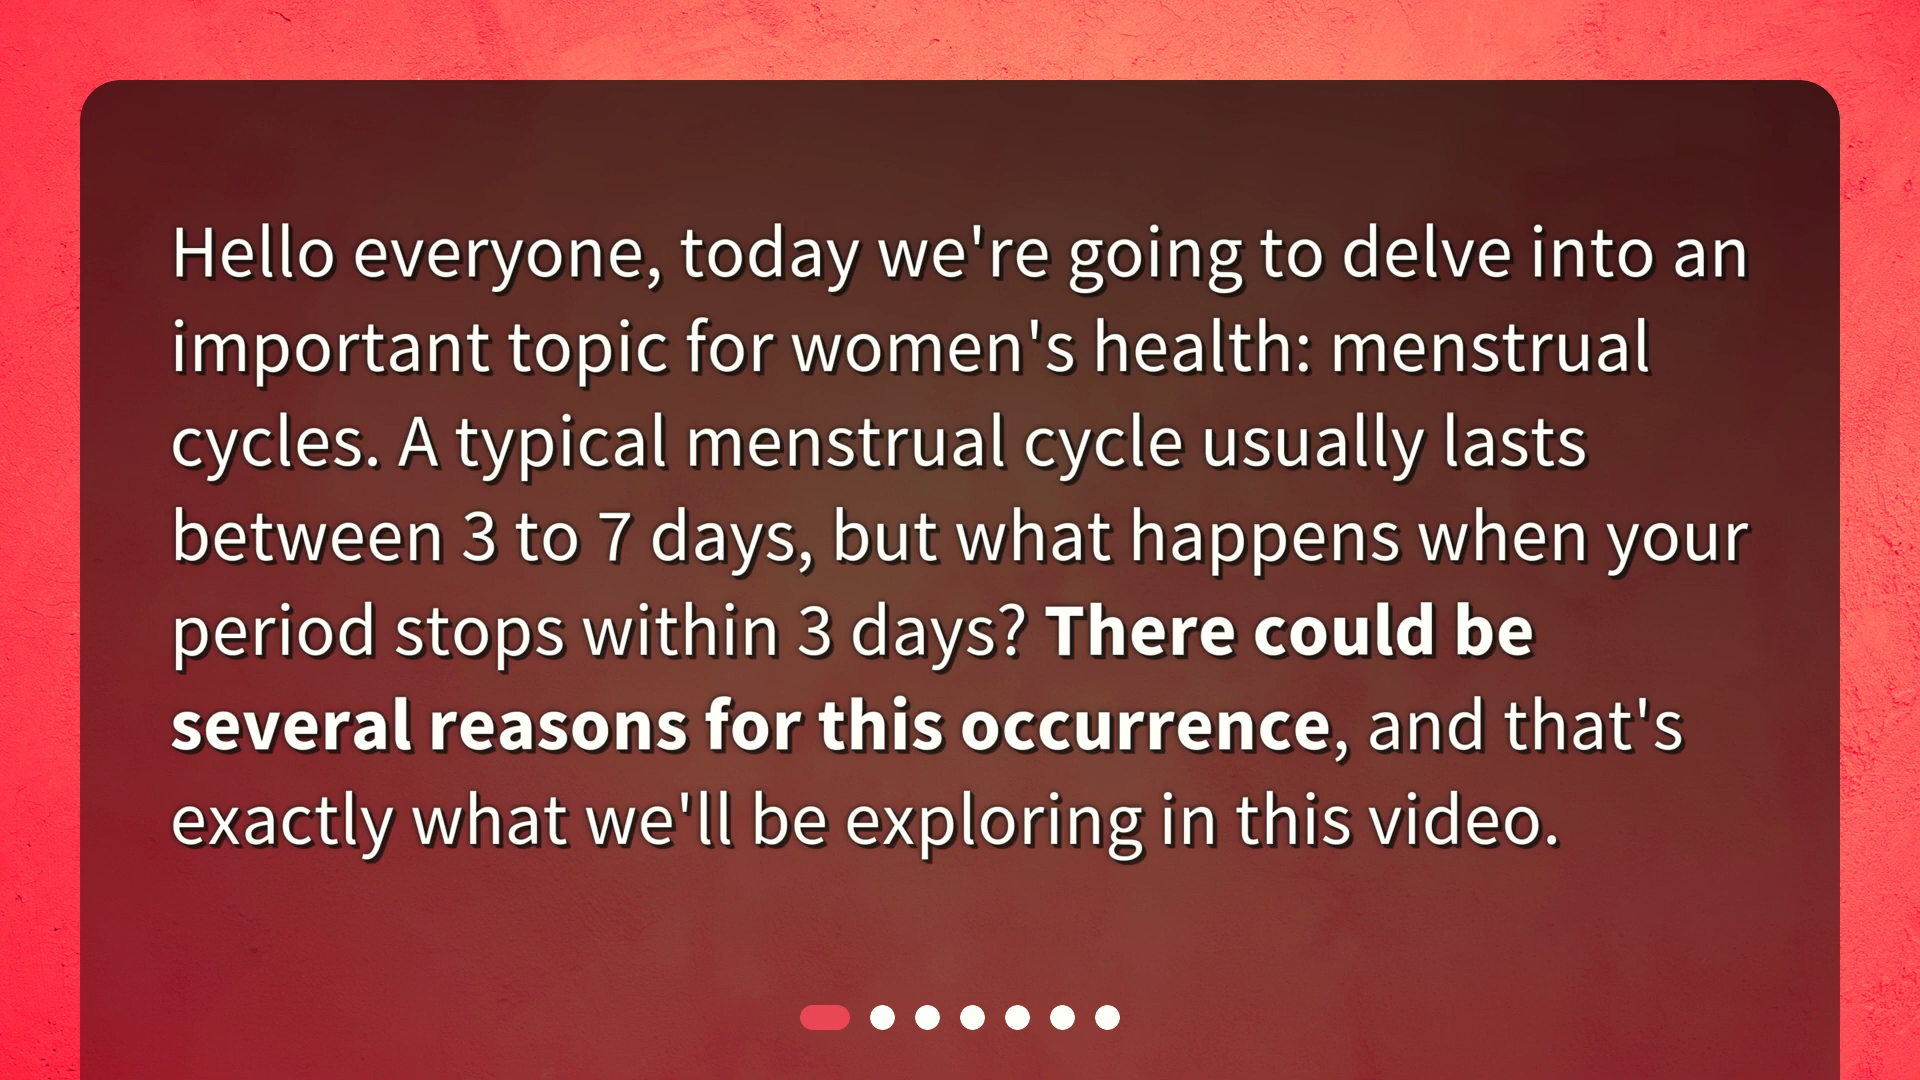 Hello everyone, today we're going to delve into an
important topic for women's health: menstrual
cycles. A typical menstrual cycle usually lasts
between 3 to 7 days, but what happens when your
period stops within 3 days? There could be
several reasons for this occurrence, and that's
exactly what we'll be exploring in this video.